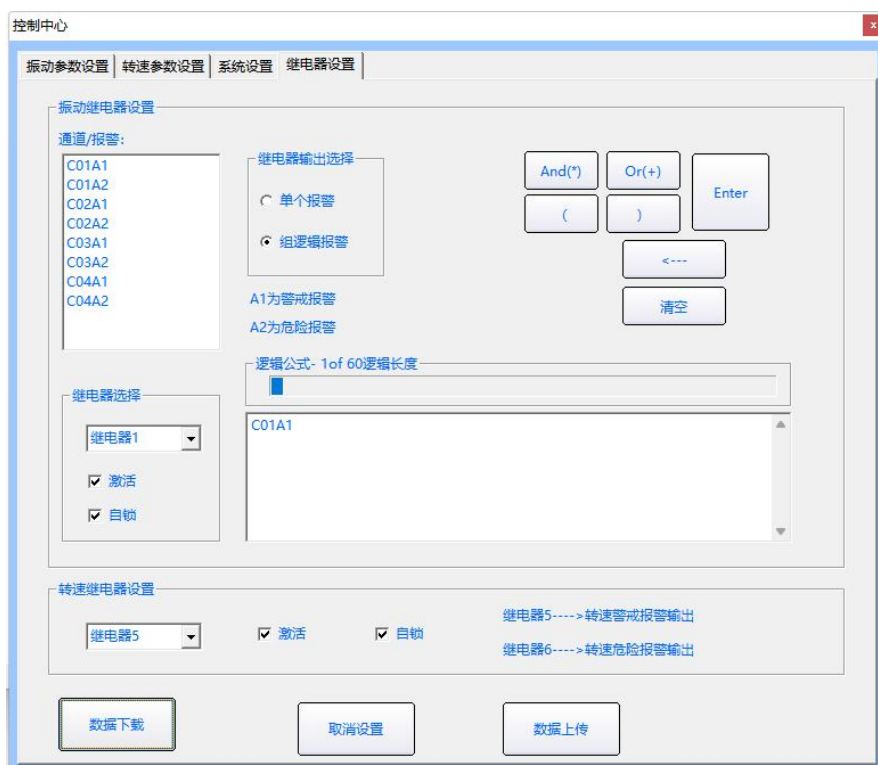 控制中心
x
振动参数设置 转速参数设置 系统设置 继电器设置
振动继电器设置
通道/报警:
C01A1
C01A2
C02A1
C02A2
C03A1
C03A2
C04A1
C04A2
继电器输出选择
单个报警
组逻辑报警
A1为警戒报警
A2为危险报警
And(*) Or(+) Enter
( )
<---
清空
逻辑公式- 1of 60逻辑长度
C01A1
继电器选择
继电器1
激活
自锁
转速继电器设置
继电器5 激活 自锁
继电器5---->转速警戒报警输出
继电器6---->转速危险报警输出
数据下载 取消设置 数据上传